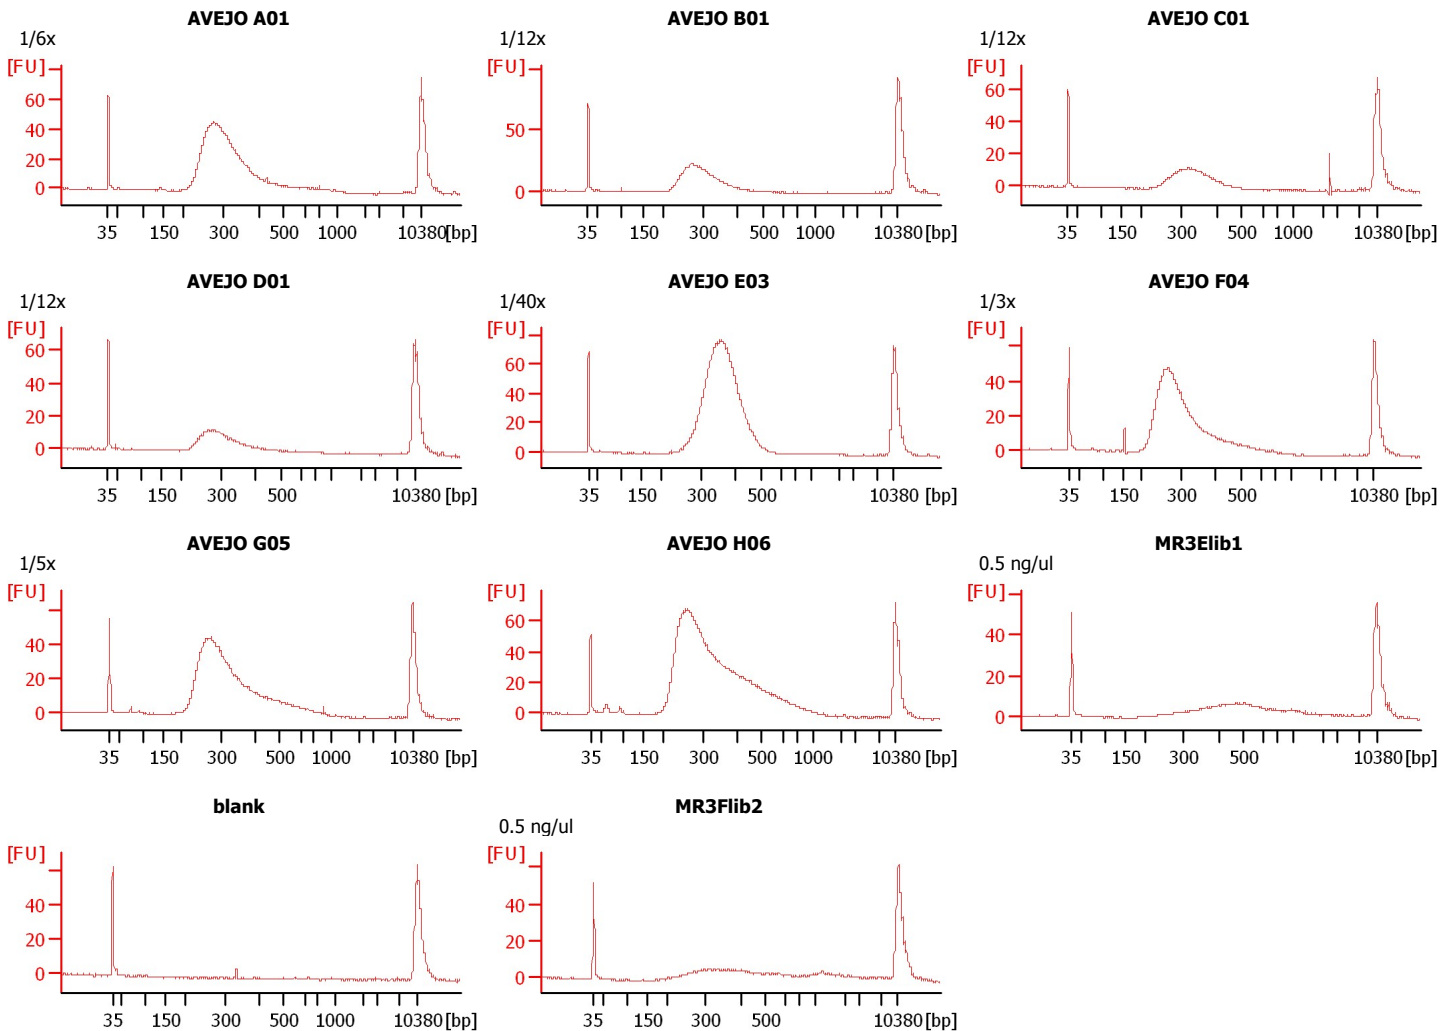 AVEJO A01
1/6x
[FU]
60
40
20
0
35 150 300 500 1000 10380[bp]
AVEJO B01
1/12x
[FU]
50
0
35 150 300 500 1000 10380[bp]
AVEJO C01
1/12x
[FU]
60
40
20
0
35 150 300 500 1000 10380[bp]
AVEJO D01
1/12x
[FU]
60
40
20
0
35 150 300 500 10380 [bp]
AVEJO E03
1/40x
[FU]
60
40
20
0
35 150 300 500 10380 [bp]
AVEJO F04
1/3x
[FU]
40
20
0
35 150 300 500 10380 [bp]
AVEJO G05
1/5x
[FU]
40
20
0
35 150 300 500 1000 10380 [bp]
AVEJO H06
[FU]
60
40
20
0
35 150 300 500 1000 10380 [bp]
MR3Elib1
0.5 ng/ul
[FU]
40
20
0
35 150 300 500 10380 [bp]
blank
[FU]
40
20
0
35 150 300 500 1000 10380 [bp]
MR3Flib2
0.5 ng/ul
[FU]
40
20
0
35 150 300 500 10380 [bp]